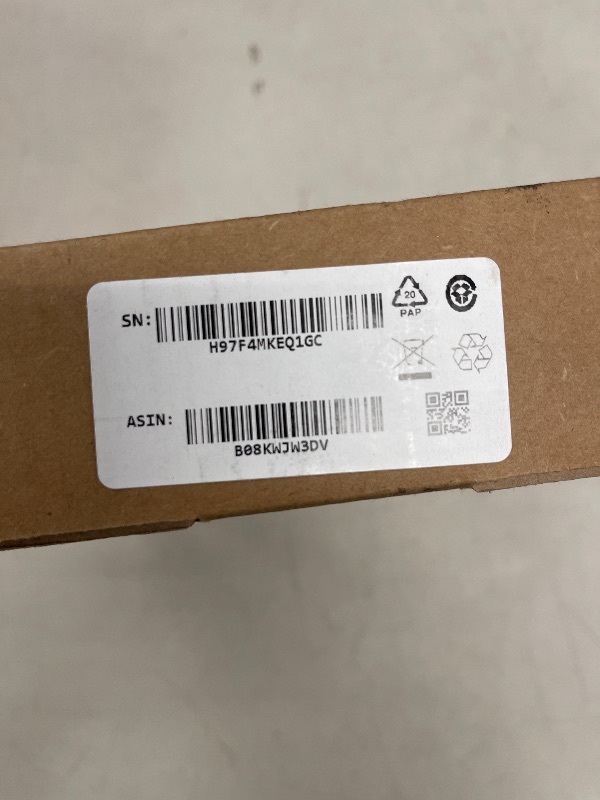 SN:
H97F4MKEQ1GC
20
PAP
ASIN:
B08KWJW3DV